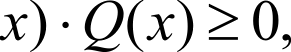 x) · Q(x) ≥ 0,